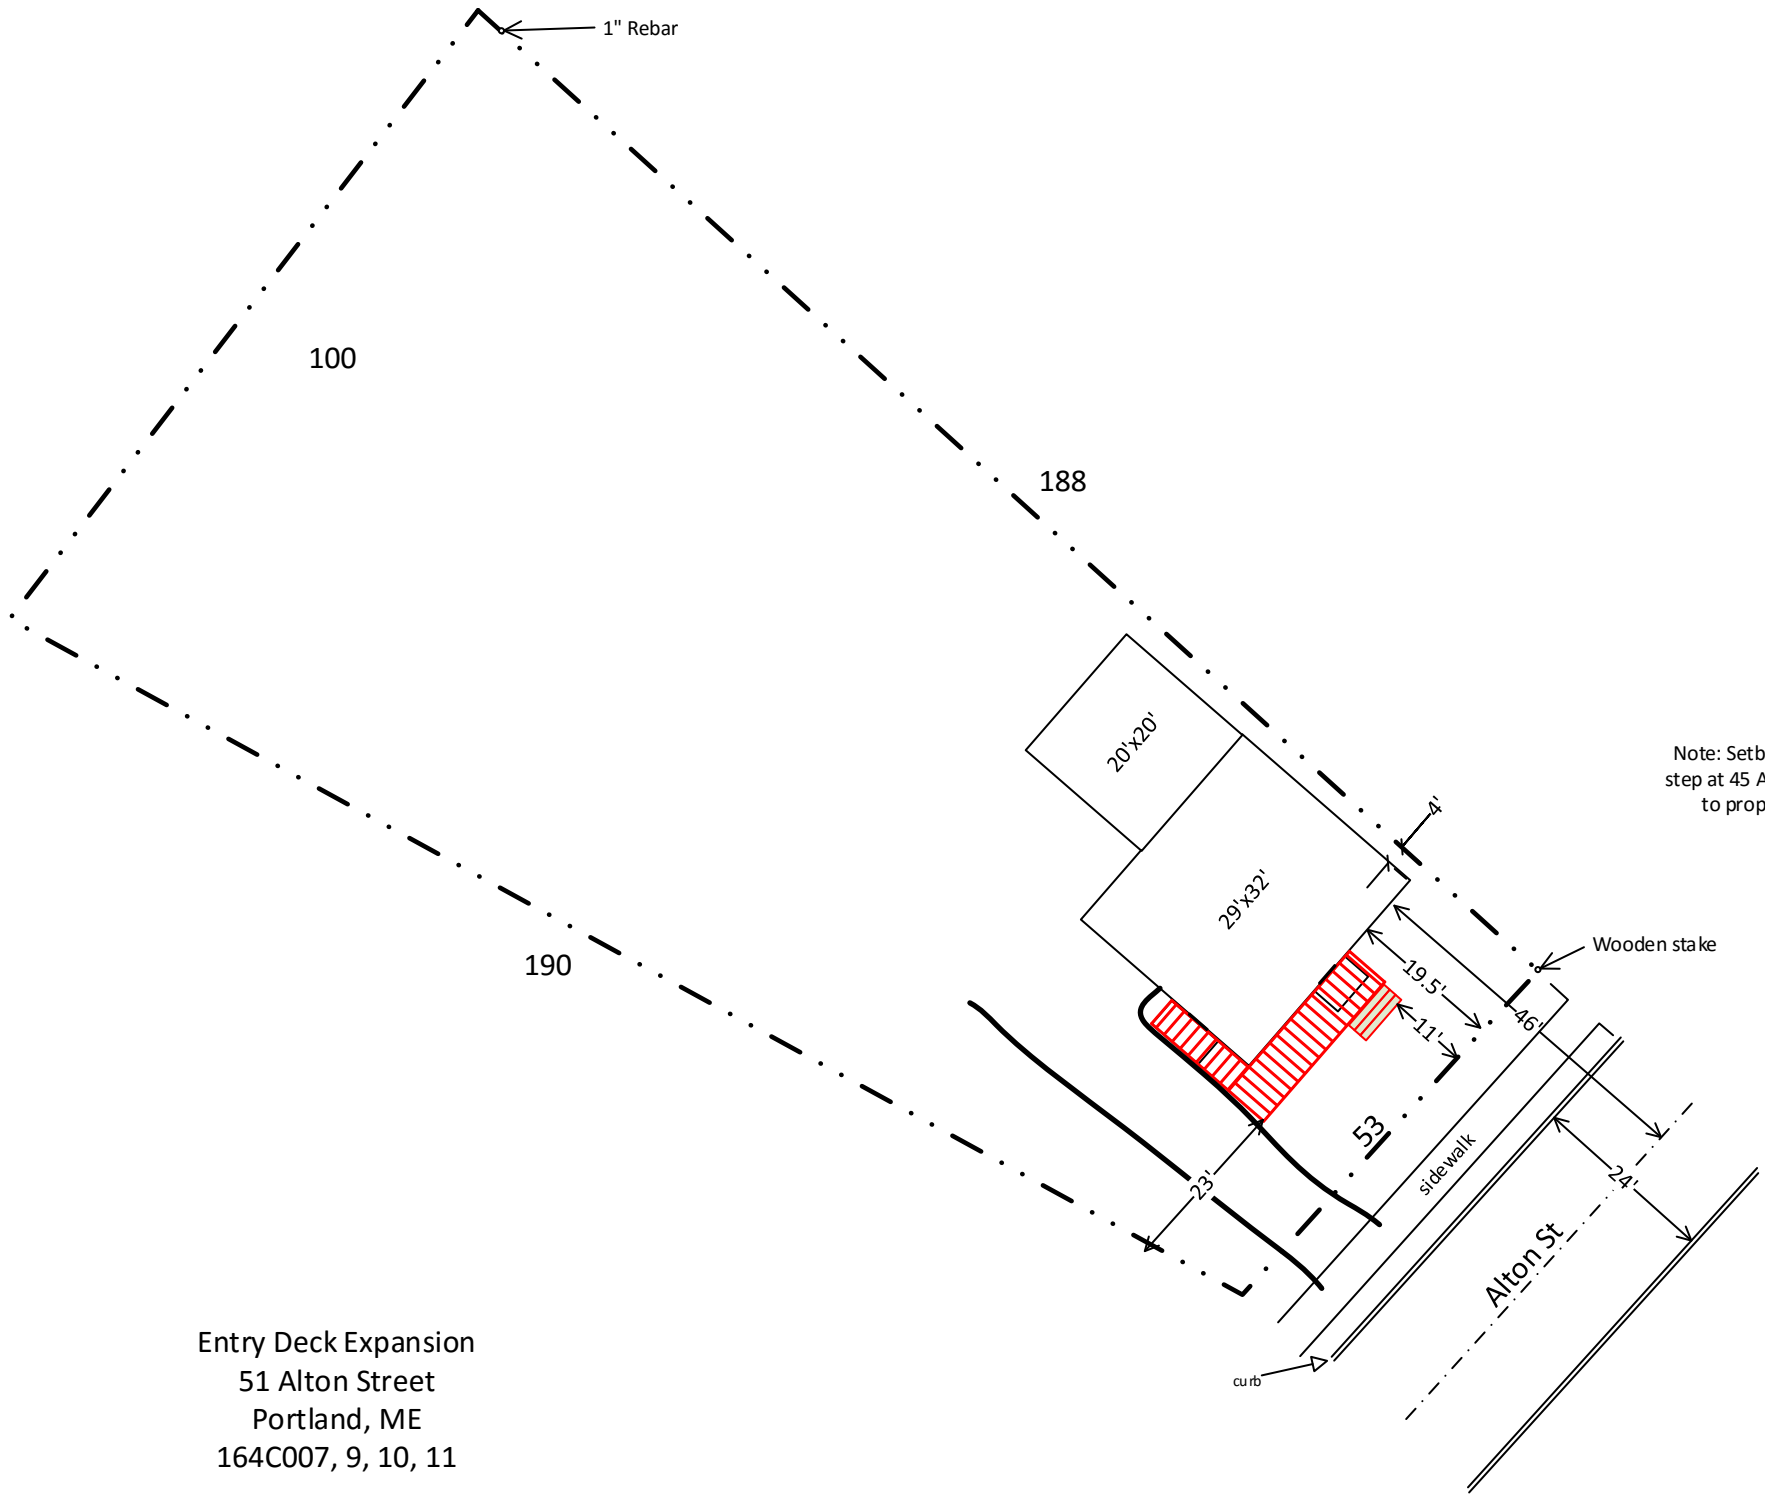 1" Rebar
100
188
20'x20'
Note: Setb
step at 45 A
to prop
4'
29'x32'
Wooden stake
19.5'
190
46'
11'
53
sidewalk
23'
24'
Alton St
Entry Deck Expansion
51 Alton Street
Portland, ME
164C007, 9, 10, 11
curb